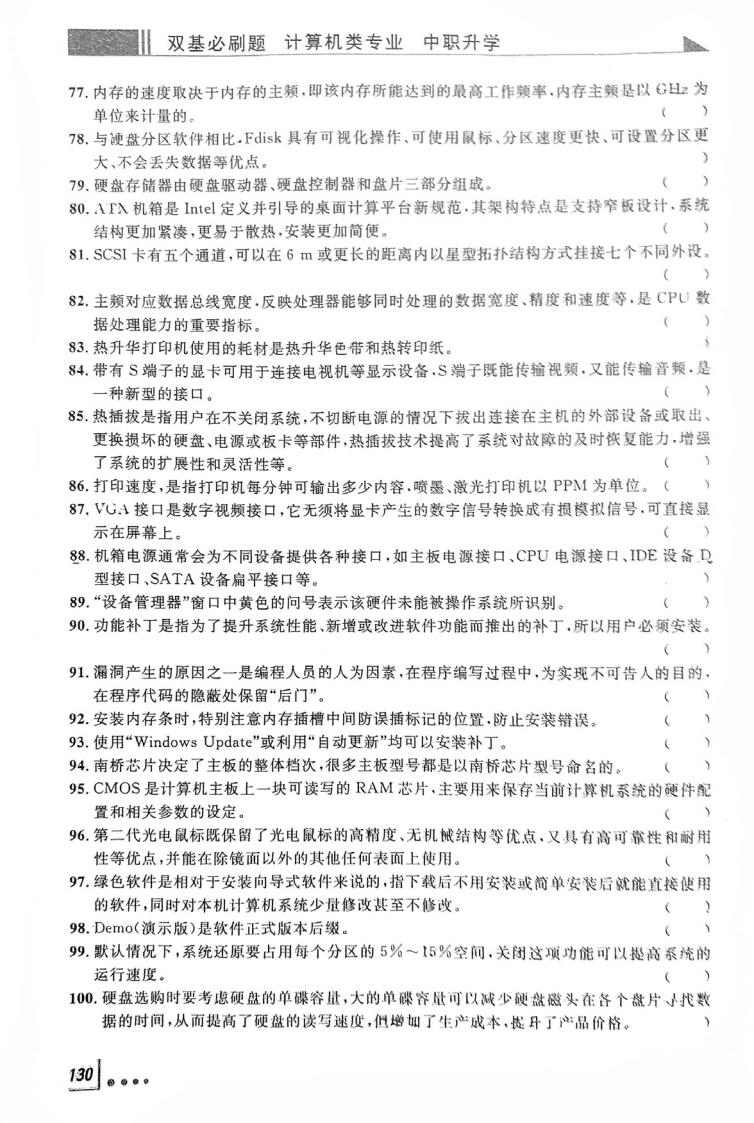 双基必刷题 计算机类专业 中职升学
77.内存的速度取决于内存的主频,即该内存所能达到的最高工作频率,内存主频是以 GHz 为
单位来计量的。 ( )
78.与硬盘分区软件相比,Fdisk 具有可视化操作、可使用鼠标、分区速度更快、可设置分区更
大、不会丢失数据等优点。 )
79.硬盘存储器由硬盘驱动器、硬盘控制器和盘片三部分组成。 ( )
80.ATX 机箱是 Intel 定义并引导的桌面计算平台新规范,其架构特点是支持窄板设计,系统
结构更加紧凑,更易于散热,安装更加简便。 ( )
81.SCSI 卡有五个通道,可以在 6 m 或更长的距离内以星型拓扑结构方式挂接七个不同外设。
( )
82.主频对应数据总线宽度,反映处理器能够同时处理的数据宽度、精度和速度等,是 CPU 数
据处理能力的重要指标。 ( )
83.热升华打印机使用的耗材是热升华色带和热转印纸。
84.带有 S 端子的显卡可用于连接电视机等显示设备,S 端子既能传输视频,又能传输音频,是
一种新型的接口。 ( )
85.热插拔是指用户在不关闭系统,不切断电源的情况下拔出连接在主机的外部设备或取出、
更换损坏的硬盘、电源或板卡等部件,热插拔技术提高了系统对故障的及时恢复能力,增强
了系统的扩展性和灵活性等。 ( )
86.打印速度,是指打印机每分钟可输出多少内容,喷墨、激光打印机以 PPM 为单位。 ( )
87.VGA 接口是数字视频接口,它无须将显卡产生的数字信号转换成有损模拟信号,可直接显
示在屏幕上。 ( )
88.机箱电源通常会为不同设备提供各种接口,如主板电源接口、CPU 电源接口、IDE 设备 D
型接口、SATA 设备扁平接口等。 )
89.“设备管理器”窗口中黄色的问号表示该硬件未能被操作系统所识别。 ( )
90.功能补丁是指为了提升系统性能、新增或改进软件功能而推出的补丁,所以用户必须安装。
( )
91.漏洞产生的原因之一是编程人员的人为因素,在程序编写过程中,为实现不可告人的目的,
在程序代码的隐蔽处保留“后门”。 ( )
92.安装内存条时,特别注意内存插槽中间防误插标记的位置,防止安装错误。 ( )
93.使用“Windows Update”或利用“自动更新”均可以安装补丁。 ( )
94.南桥芯片决定了主板的整体档次,很多主板型号都是以南桥芯片型号命名的。 ( )
95.CMOS 是计算机主板上一块可读写的 RAM 芯片,主要用来保存当前计算机系统的硬件配
置和相关参数的设定。 ( )
96.第二代光电鼠标既保留了光电鼠标的高精度、无机械结构等优点,又具有高可靠性和耐用
性等优点,并能在除镜面以外的其他任何表面上使用。 ( )
97.绿色软件是相对于安装向导式软件来说的,指下载后不用安装或简单安装后就能直接使用
的软件,同时对本机计算机系统少量修改甚至不修改。 ( )
98.Demo(演示版)是软件正式版本后缀。 ( )
99.默认情况下,系统还原要占用每个分区的 5%~15%空间,关闭这项功能可以提高系统的
运行速度。 ( )
100.硬盘选购时要考虑硬盘的单碟容量,大的单碟容量可以减少硬盘磁头在各个盘片寻找数
据的时间,从而提高了硬盘的读写速度,但增加了生产成本,提升了产品价格。 )
130